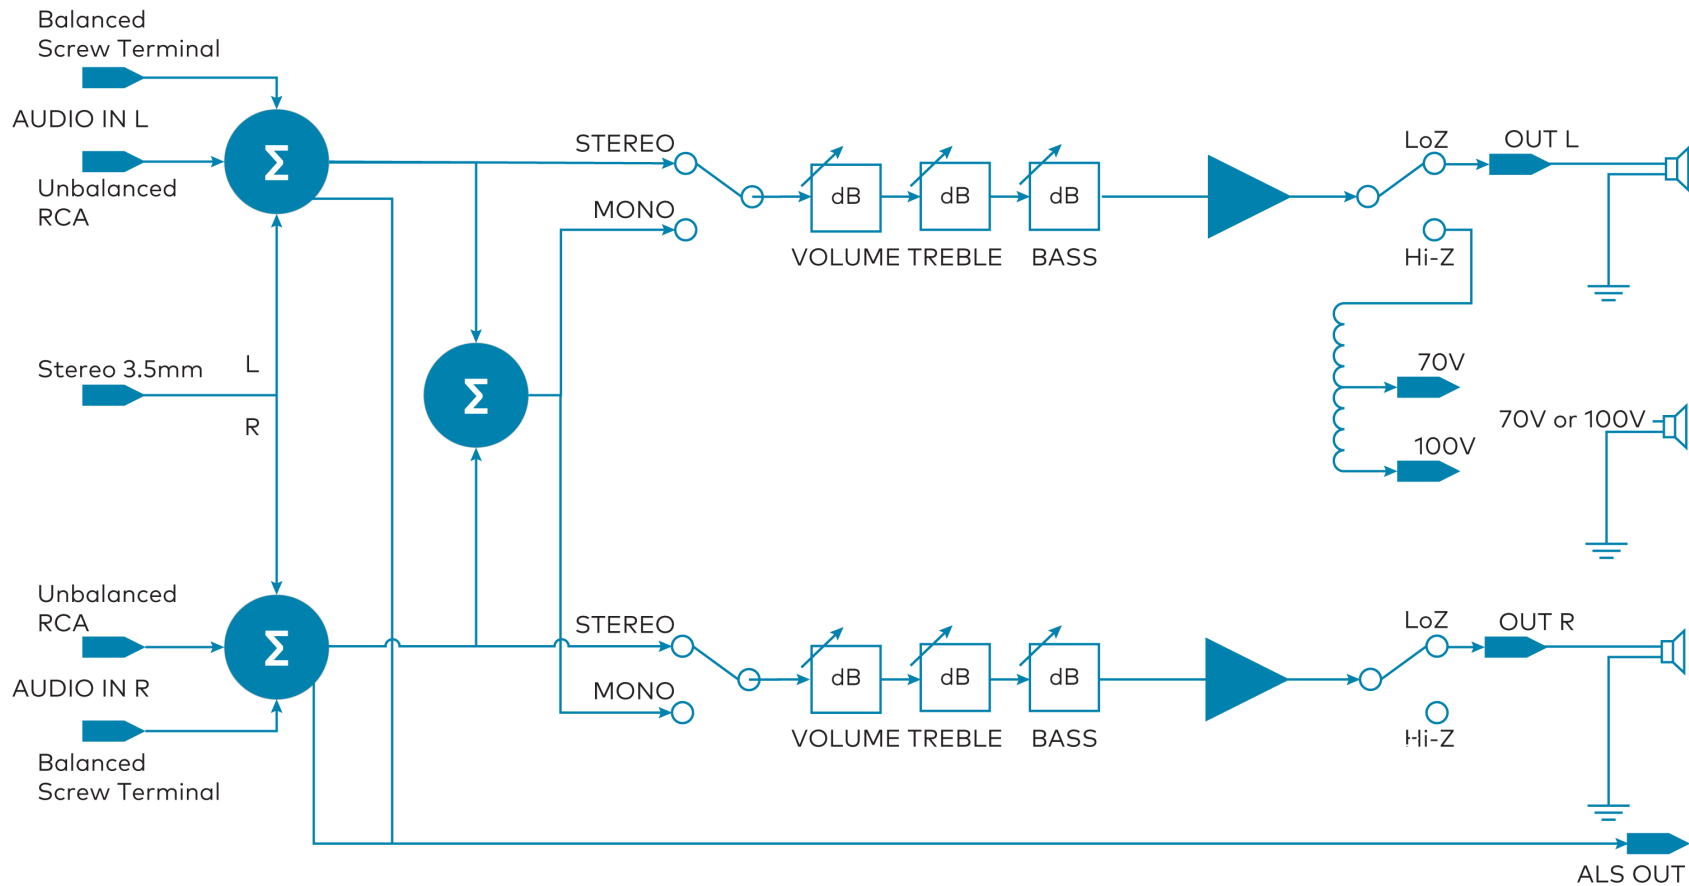 Balanced
Screw Terminal
AUDIO IN L
Unbalanced
RCA
Σ
STEREO
MONO
dB
dB
dB
VOLUME
TREBLE
BASS
LoZ
OUT L
Hi-Z
Stereo 3.5mm
L
R
Σ
70V
100V
70V or 100V
Unbalanced
RCA
AUDIO IN R
Balanced
Screw Terminal
Σ
STEREO
MONO
dB
dB
dB
VOLUME
TREBLE
BASS
LoZ
OUT R
Hi-Z
ALS OUT